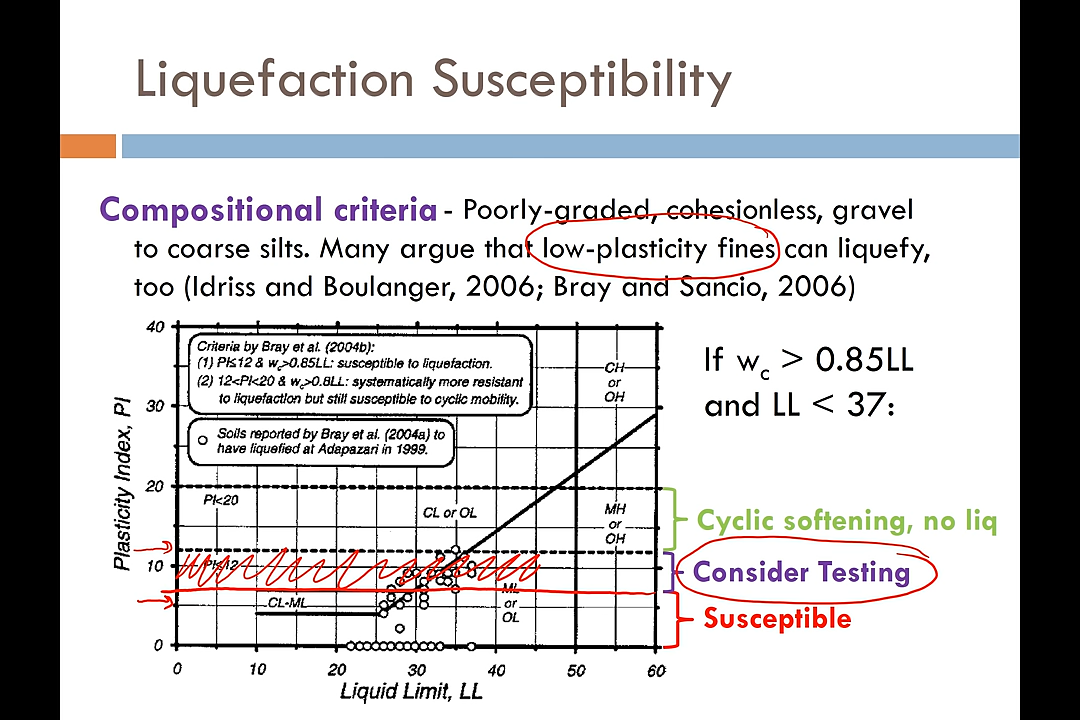 Liquefaction Susceptibility
Compositional criteria - Poorly-graded, cohesionless, gravel
to coarse silts. Many argue that low-plasticity fines can liquefy,
too (Idriss and Boulanger, 2006; Bray and Sancio, 2006)
Criteria by Bray et al. (2004b):
(1) PI≤12 & wc>0.85LL: susceptible to liquefaction.
(2) 12<PI<20 & wc>0.8LL: systematically more resistant
to liquefaction but still susceptible to cyclic mobility.
Soils reported by Bray et al. (2004a) to
have liquefied at Adapazari in 1999.
If wc > 0.85LL
and LL < 37:
CH
or
OH
PI<20
CL or OL
MH
or
OH
Cyclic softening, no liq
PI<12
Consider Testing
CL-ML
ML
or
OL
Susceptible
Plasticity Index, PI
40
30
20
10
0
0 10 20 30 40 50 60
Liquid Limit, LL